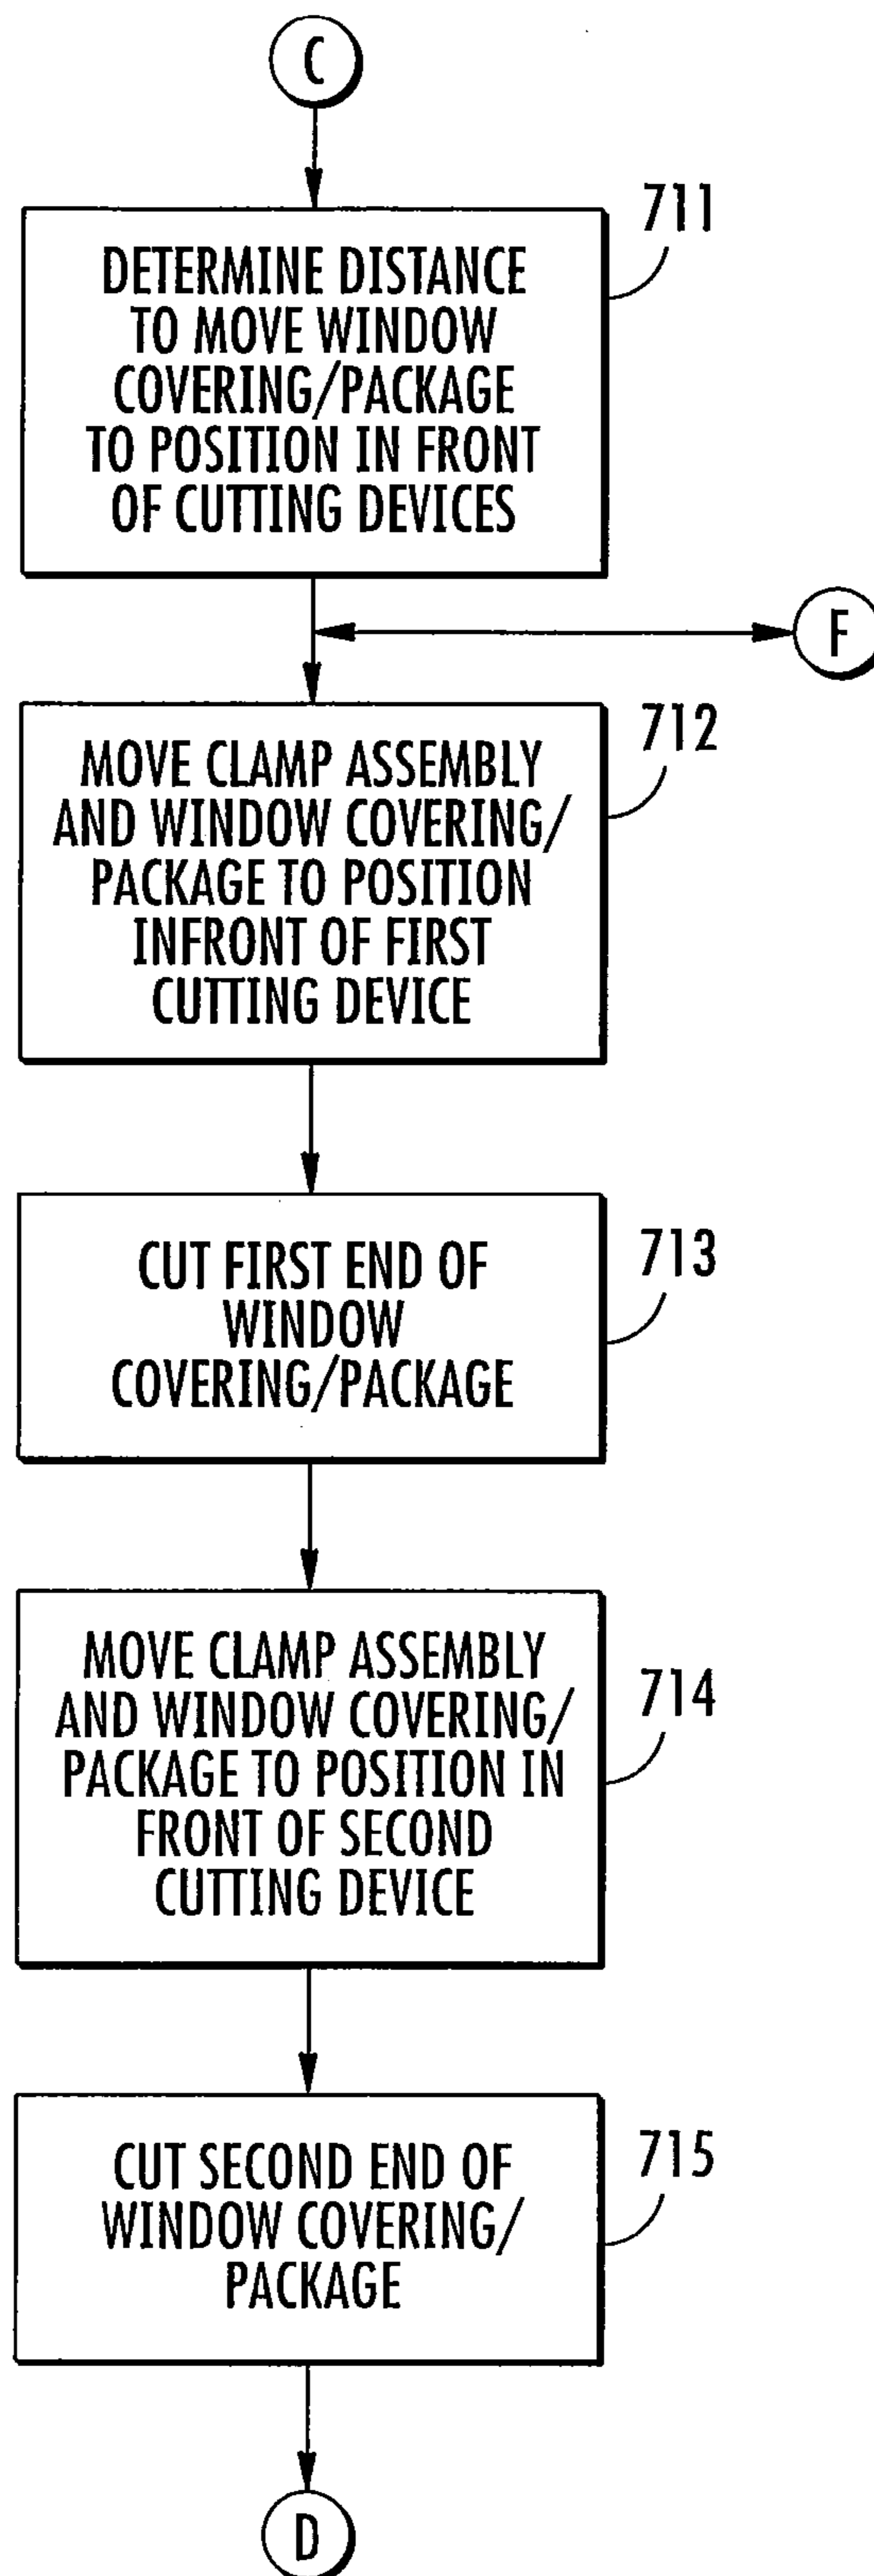 C
711
DETERMINE DISTANCE
TO MOVE WINDOW
COVERING/PACKAGE
TO POSITION IN FRONT
OF CUTTING DEVICES
F
712
MOVE CLAMP ASSEMBLY
AND WINDOW COVERING/
PACKAGE TO POSITION
INFRONT OF FIRST
CUTTING DEVICE
713
CUT FIRST END OF
WINDOW
COVERING/PACKAGE
714
MOVE CLAMP ASSEMBLY
AND WINDOW COVERING/
PACKAGE TO POSITION IN
FRONT OF SECOND
CUTTING DEVICE
715
CUT SECOND END OF
WINDOW COVERING/
PACKAGE
D